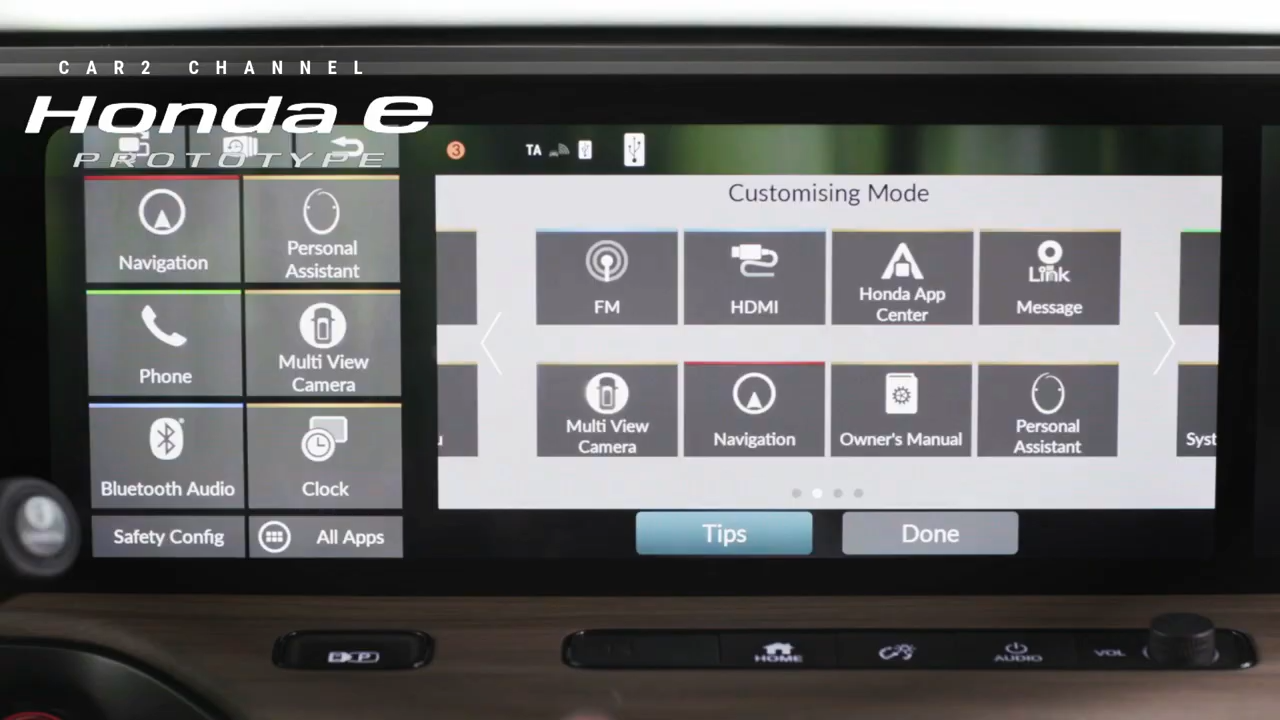 CAR2 CHANNEL
Honda e
PROTOTYPE
3
TA
Customising Mode
Navigation
Personal
Assistant
Phone
Multi View
Camera
Bluetooth Audio
Clock
Safety Config
All Apps
FM
HDMI
Honda App
Center
Link
Message
Multi View
Camera
Navigation
Owner's Manual
Personal
Assistant
Syst
Tips
Done
P
HOME
AUDIO
VOL